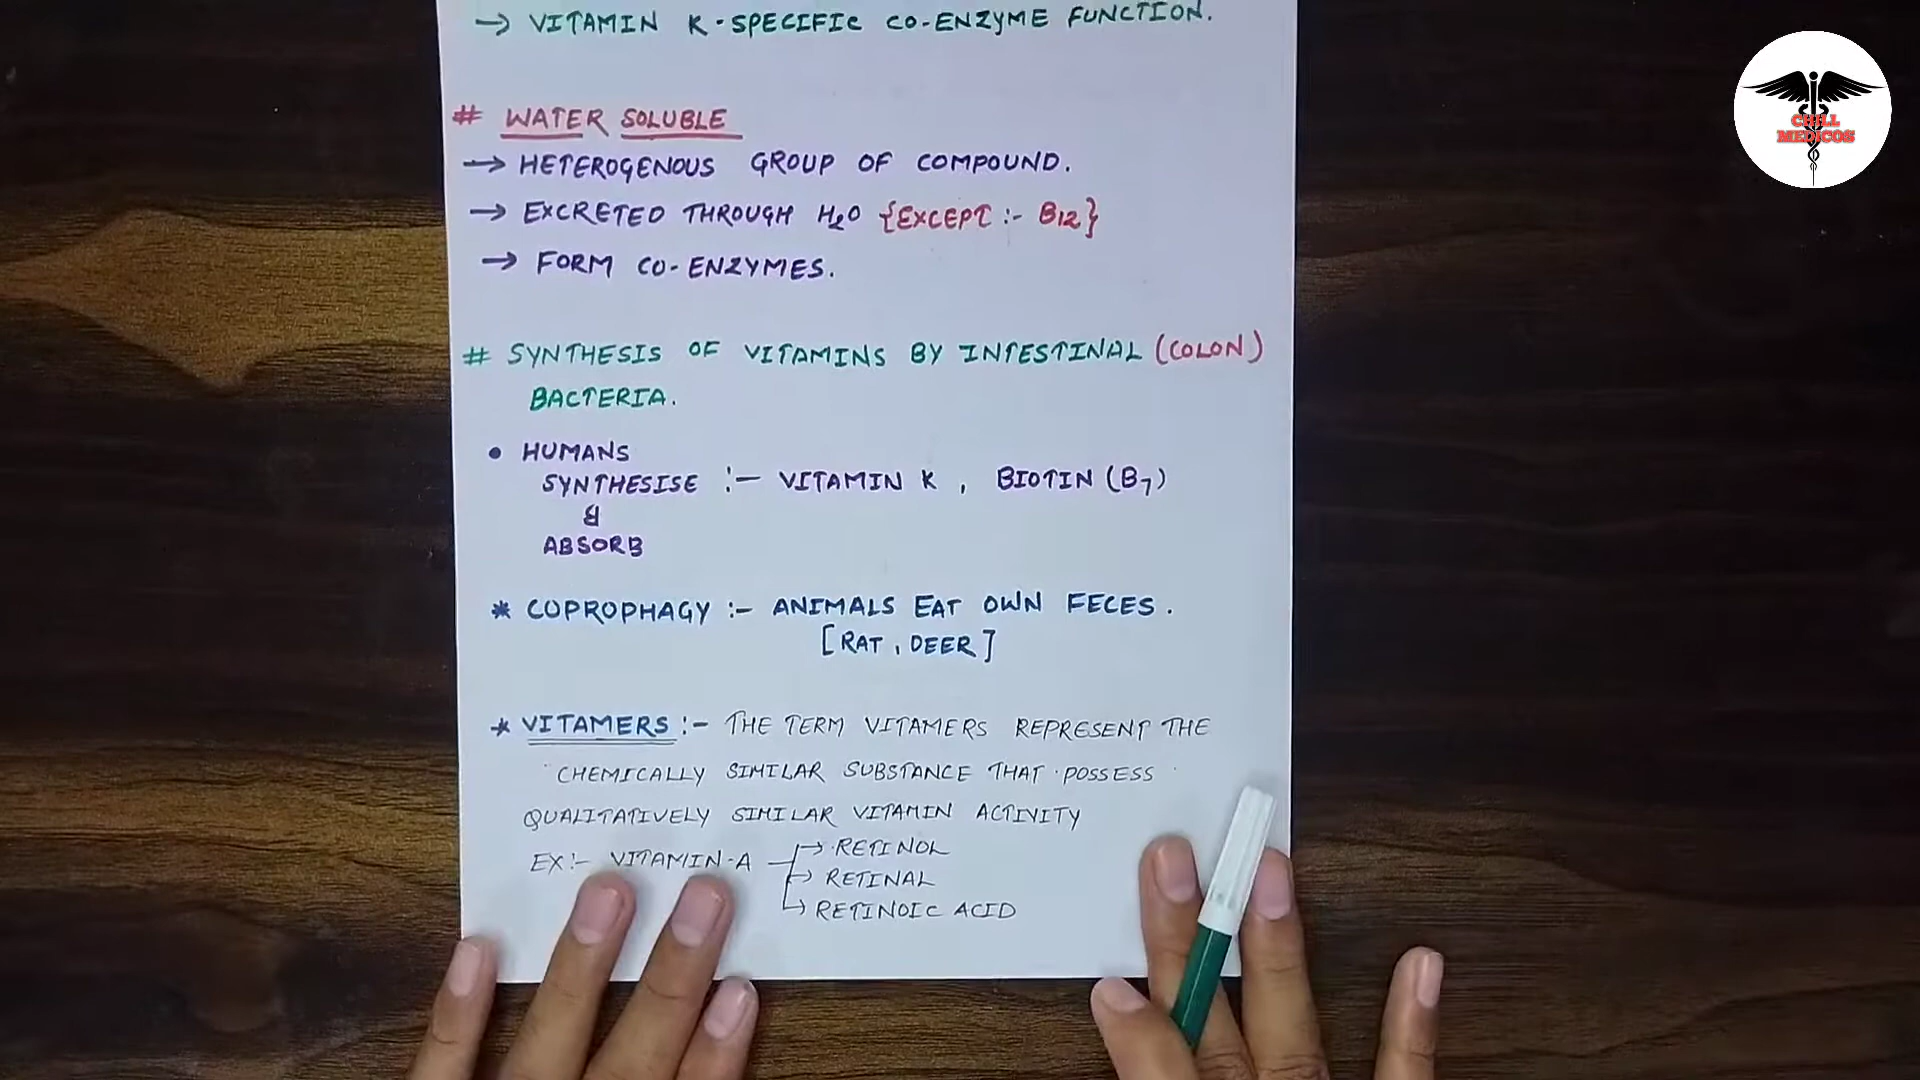 → VITAMIN K-SPECIFIC CO-ENZYME FUNCTION.
# WATER SOLUBLE
→ HETEROGENOUS GROUP OF COMPOUND.
→ EXCRETED THROUGH H₂O {EXCEPT :- B12}
→ FORM CO-ENZYMES.
# SYNTHESIS OF VITAMINS BY INTESTINAL (COLON)
BACTERIA.
• HUMANS
SYNTHESISE :- VITAMIN K, BIOTIN (B7)
&
ABSORB
* COPROPHAGY :- ANIMALS EAT OWN FECES.
[RAT, DEER]
* VITAMERS :- THE TERM VITAMERS REPRESENT THE
CHEMICALLY SIMILAR SUBSTANCE THAT POSSESS
QUALITATIVELY SIMILAR VITAMIN ACTIVITY
EX:- VITAMIN-A → RETINOL
→ RETINAL
→ RETINOIC ACID
CHILL
MEDICOS